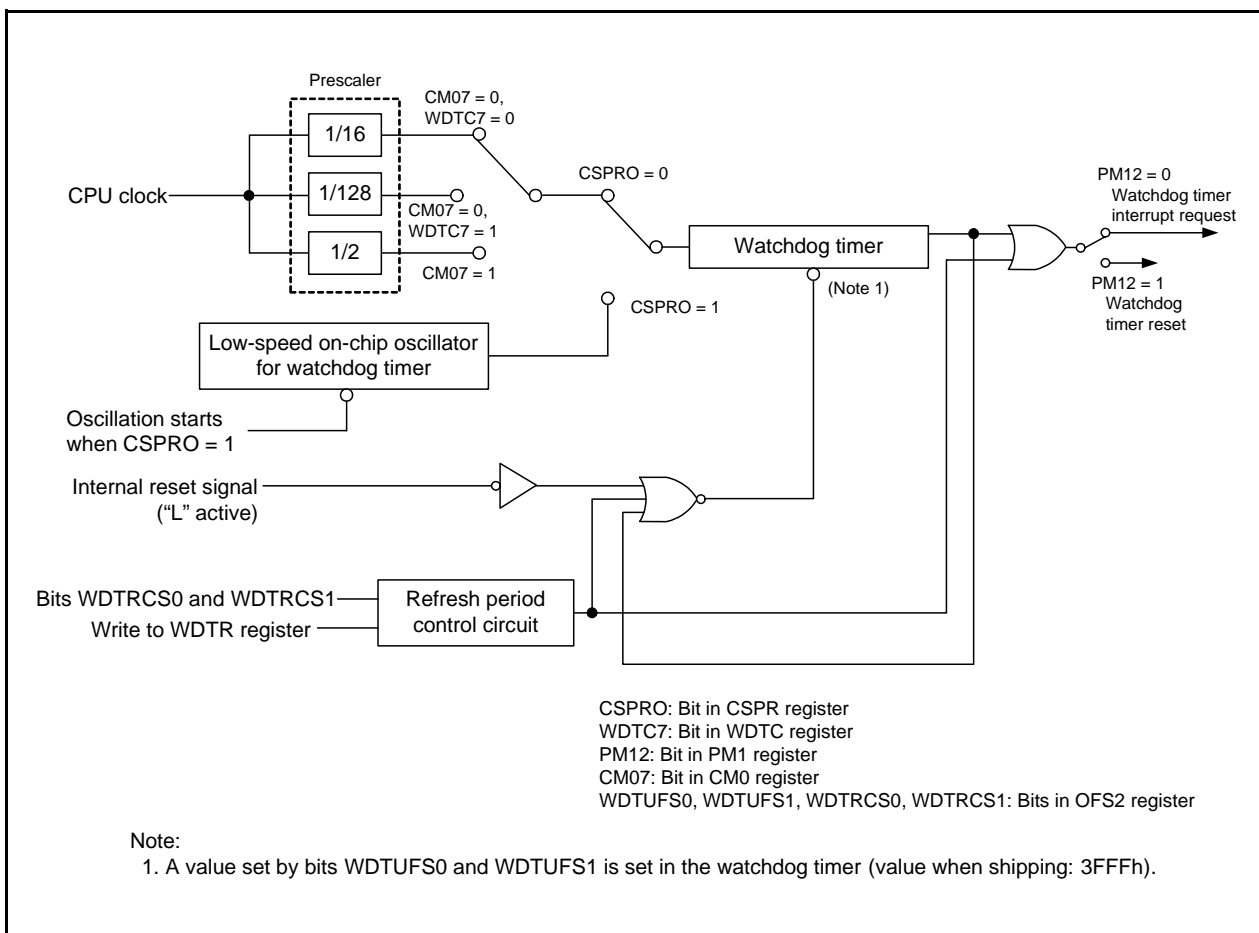 Prescaler
1/16
1/128
1/2
CPU clock
CM07 = 0,
WDTC7 = 0
CM07 = 0,
WDTC7 = 1
CM07 = 1
CSPRO = 0
CSPRO = 1
Watchdog timer
(Note 1)
PM12 = 0
Watchdog timer
interrupt request
PM12 = 1
Watchdog
timer reset
Low-speed on-chip oscillator
for watchdog timer
Oscillation starts
when CSPRO = 1
Internal reset signal
(“L” active)
Bits WDTRCS0 and WDTRCS1
Write to WDTR register
Refresh period
control circuit
CSPRO: Bit in CSPR register
WDTC7: Bit in WDTC register
PM12: Bit in PM1 register
CM07: Bit in CM0 register
WDTUFS0, WDTUFS1, WDTRCS0, WDTRCS1: Bits in OFS2 register
Note:
1. A value set by bits WDTUFS0 and WDTUFS1 is set in the watchdog timer (value when shipping: 3FFFh).